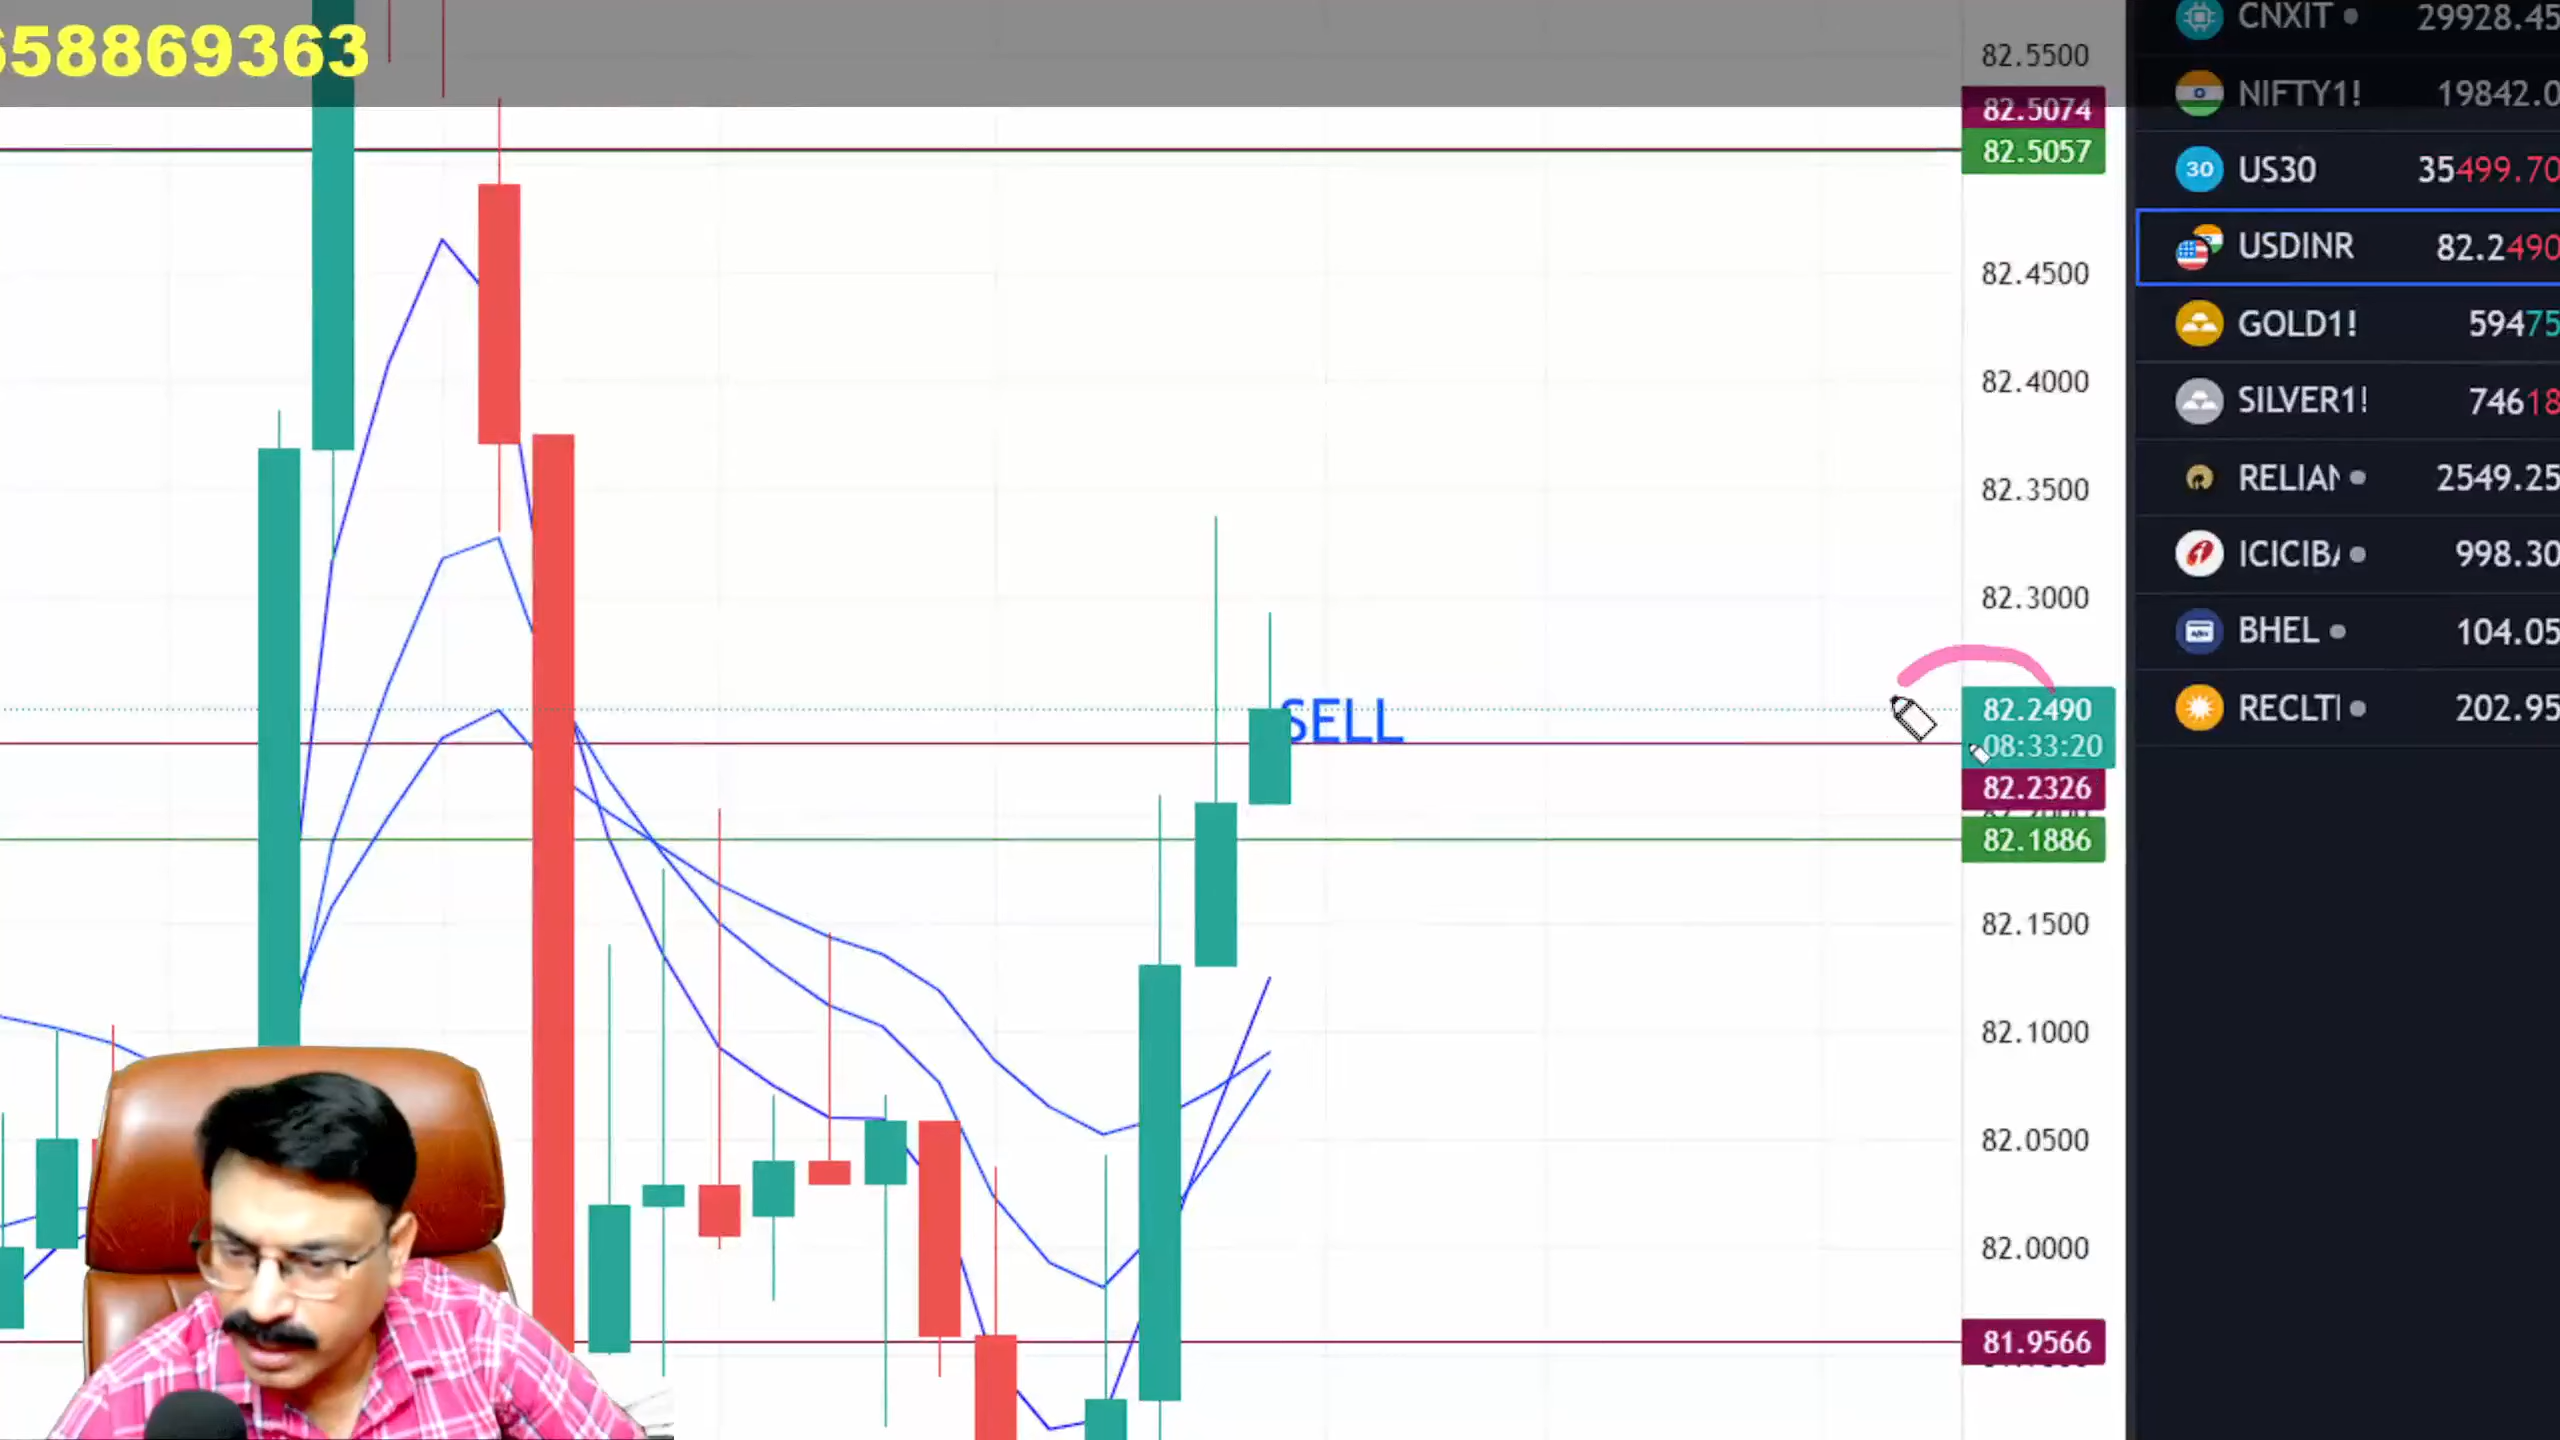 58869363
82.5500
82.5074
82.5057
82.4500
82.4000
82.3500
82.3000
SELL
82.2490
08:33:20
82.2326
82.1886
82.1500
82.1000
82.0500
82.0000
81.9566
CNXIT 29928.45
NIFTY1! 19842.0
US30 35499.70
30
USDINR 82.2490
GOLD1! 59475
SILVER1! 74618
RELIAN 2549.25
ICICIBA 998.30
BHEL 104.05
RECLT 202.95